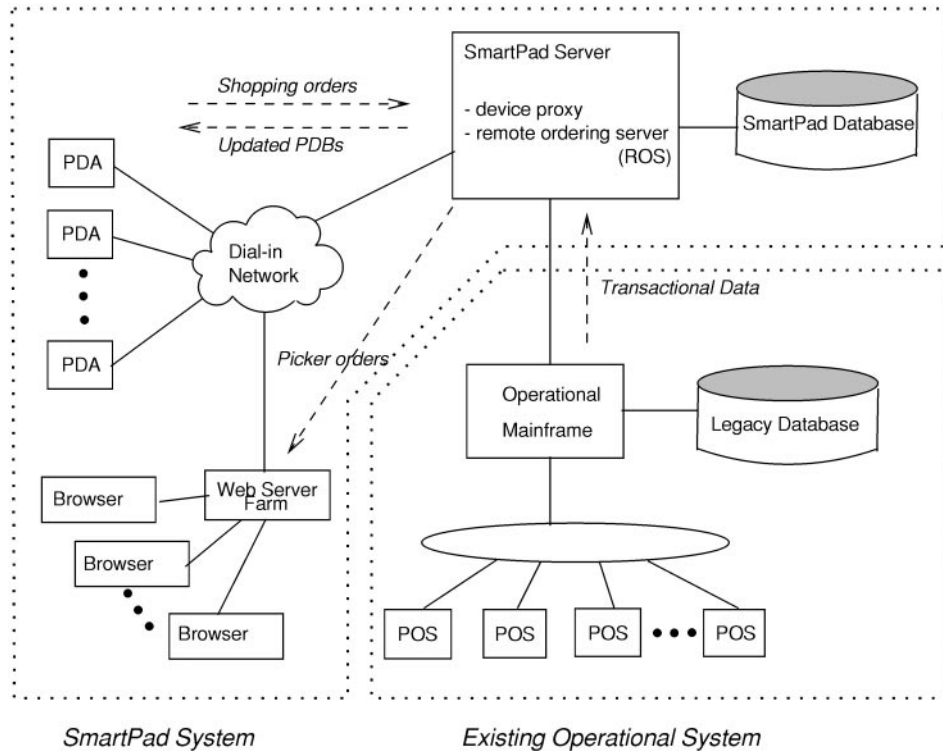 SmartPad Server
- device proxy
- remote ordering server
(ROS)
SmartPad Database
Shopping orders
Updated PDBs
PDA
PDA
PDA
Dial-in
Network
Transactional Data
Picker orders
Operational
Mainframe
Legacy Database
Web Server
Farm
Browser
Browser
Browser
POS
POS
POS
POS
SmartPad System
Existing Operational System